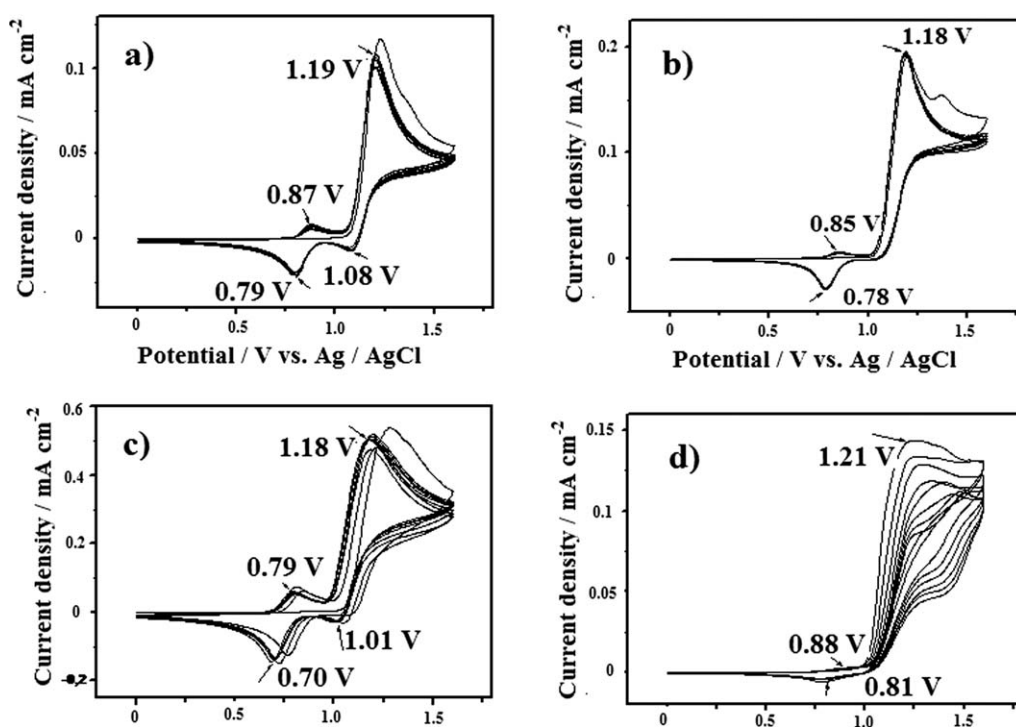 a)
1.19 V
0.87 V
0.79 V
1.08 V
0.1
0.05
0
0
0.5
1.0
1.5
Current density / mA cm-2
Potential / V vs. Ag / AgCl
b)
1.18 V
0.85 V
0.78 V
0.2
0.1
0
0
0.5
1.0
1.5
Current density / mA cm-2
Potential / V vs. Ag / AgCl
c)
1.18 V
0.79 V
1.01 V
0.70 V
0.6
0.4
0.2
0
-0.2
0
0.5
1.0
1.5
Current density / mA cm-2
d)
1.21 V
0.88 V
0.81 V
0.15
0.1
0.05
0
0
0.5
1.0
1.5
Current density / mA cm-2